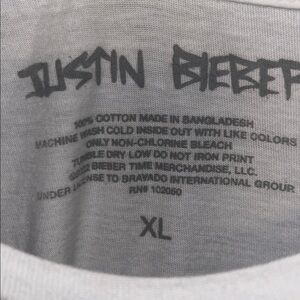 JUSTIN BIEBER
100% COTTON MADE IN BANGLADESH
MACHINE WASH COLD INSIDE OUT WITH LIKE COLORS
ONLY NON-CHLORINE BLEACH
TUMBLE DRY LOW DO NOT IRON PRINT
©2022 BIEBER TIME MERCHANDISE, LLC.
UNDER LICENSE TO BRAVADO INTERNATIONAL GROUP
RN# 102050
XL